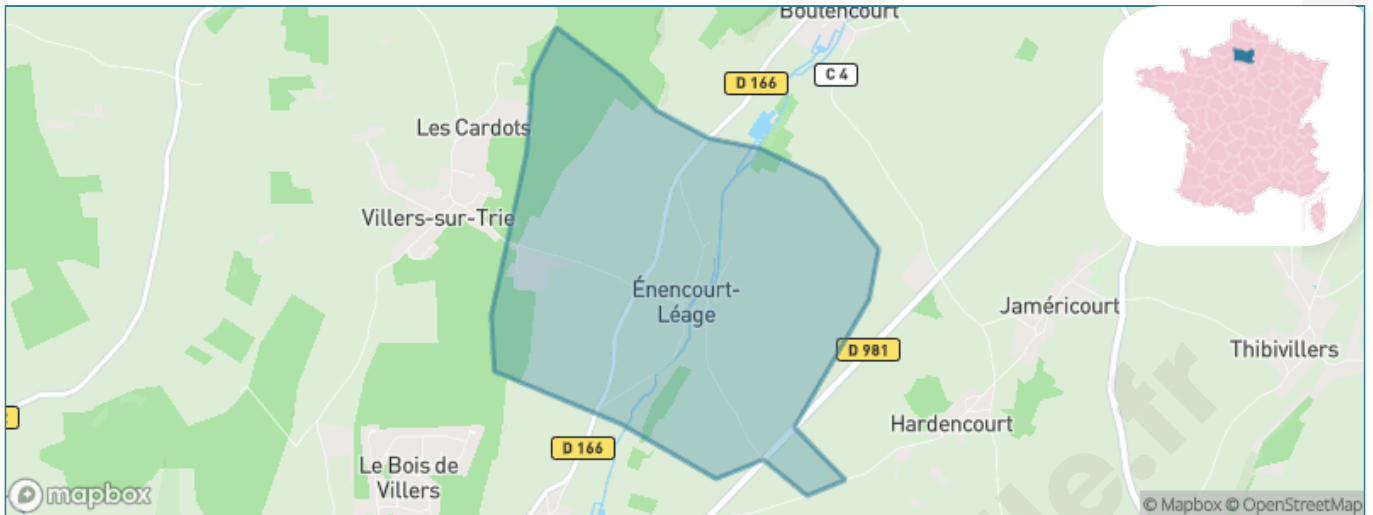 Boutencourt
D 166
C 4
Les Cardots
Villers-sur-Trie
Énencourt-
Léage
Jaméricourt
D 981
Thibivillers
Hardencourt
D 166
Le Bois de
Villers
mapbox
© Mapbox © OpenStreetMap